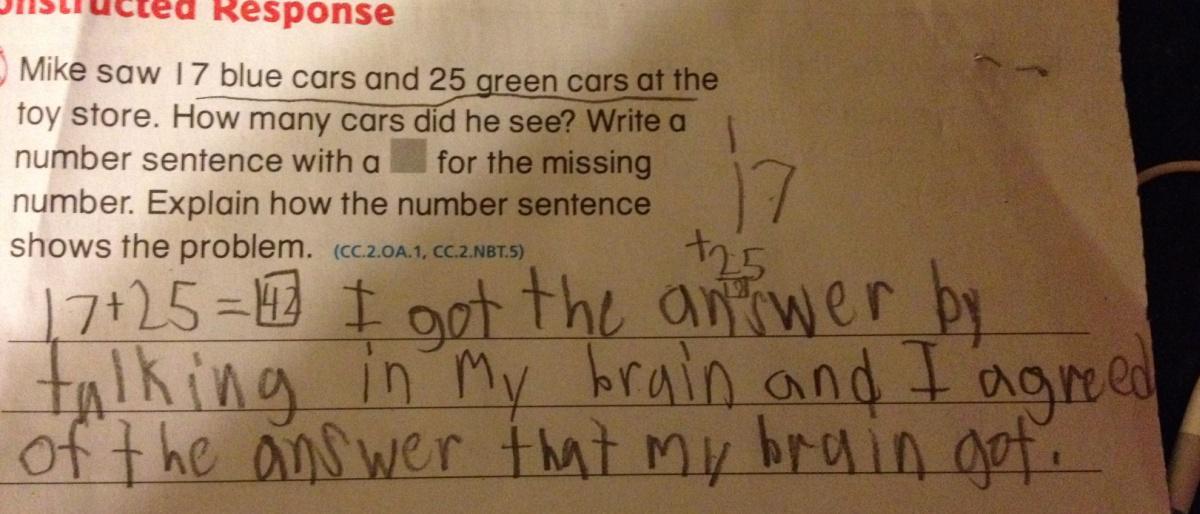 Constructed Response
Mike saw 17 blue cars and 25 green cars at the
toy store. How many cars did he see? Write a
number sentence with a for the missing
number. Explain how the number sentence
shows the problem. (CC.2.OA.1, CC.2.NBT.5)
1
17
+25
17+25=42 I got the answer by
talking in my brain and I agreed
of the answer that my brain got.